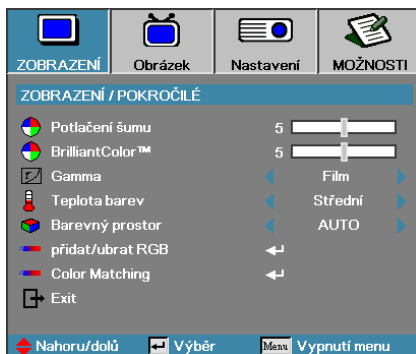 ZOBRAZENÍ Obrázek Nastavení MOŽNOSTI
ZOBRAZENÍ / POKROČILÉ
Potlačení šumu 5
BrilliantColor™ 5
Gamma Film
Teplota barev Střední
Barevný prostor AUTO
přidat/ubrat RGB
Color Matching
Exit
Nahoru/dolů Výběr Menu Vypnutí menu